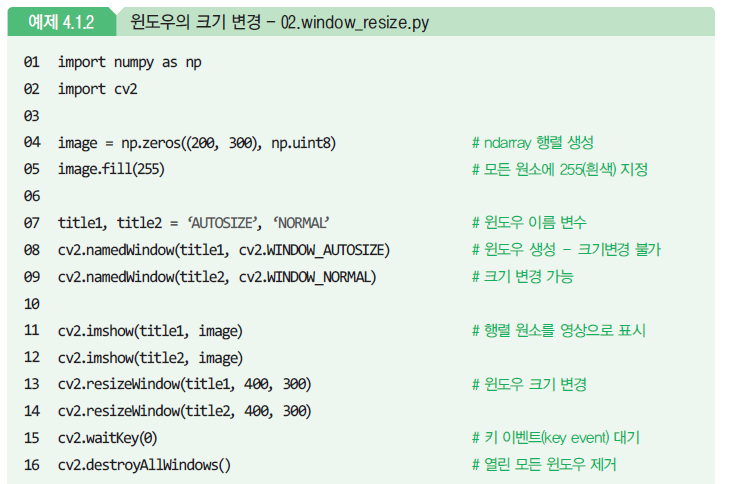 예제 4.1.2 윈도우의 크기 변경 – 02.window_resize.py
01 import numpy as np
02 import cv2
03
04 image = np.zeros((200, 300), np.uint8) # ndarray 행렬 생성
05 image.fill(255) # 모든 원소에 255(흰색) 지정
06
07 title1, title2 = ‘AUTOSIZE’, ‘NORMAL’ # 윈도우 이름 변수
08 cv2.namedWindow(title1, cv2.WINDOW_AUTOSIZE) # 윈도우 생성 – 크기변경 불가
09 cv2.namedWindow(title2, cv2.WINDOW_NORMAL) # 크기 변경 가능
10
11 cv2.imshow(title1, image) # 행렬 원소를 영상으로 표시
12 cv2.imshow(title2, image)
13 cv2.resizeWindow(title1, 400, 300) # 윈도우 크기 변경
14 cv2.resizeWindow(title2, 400, 300)
15 cv2.waitKey(0) # 키 이벤트(key event) 대기
16 cv2.destroyAllWindows() # 열린 모든 윈도우 제거